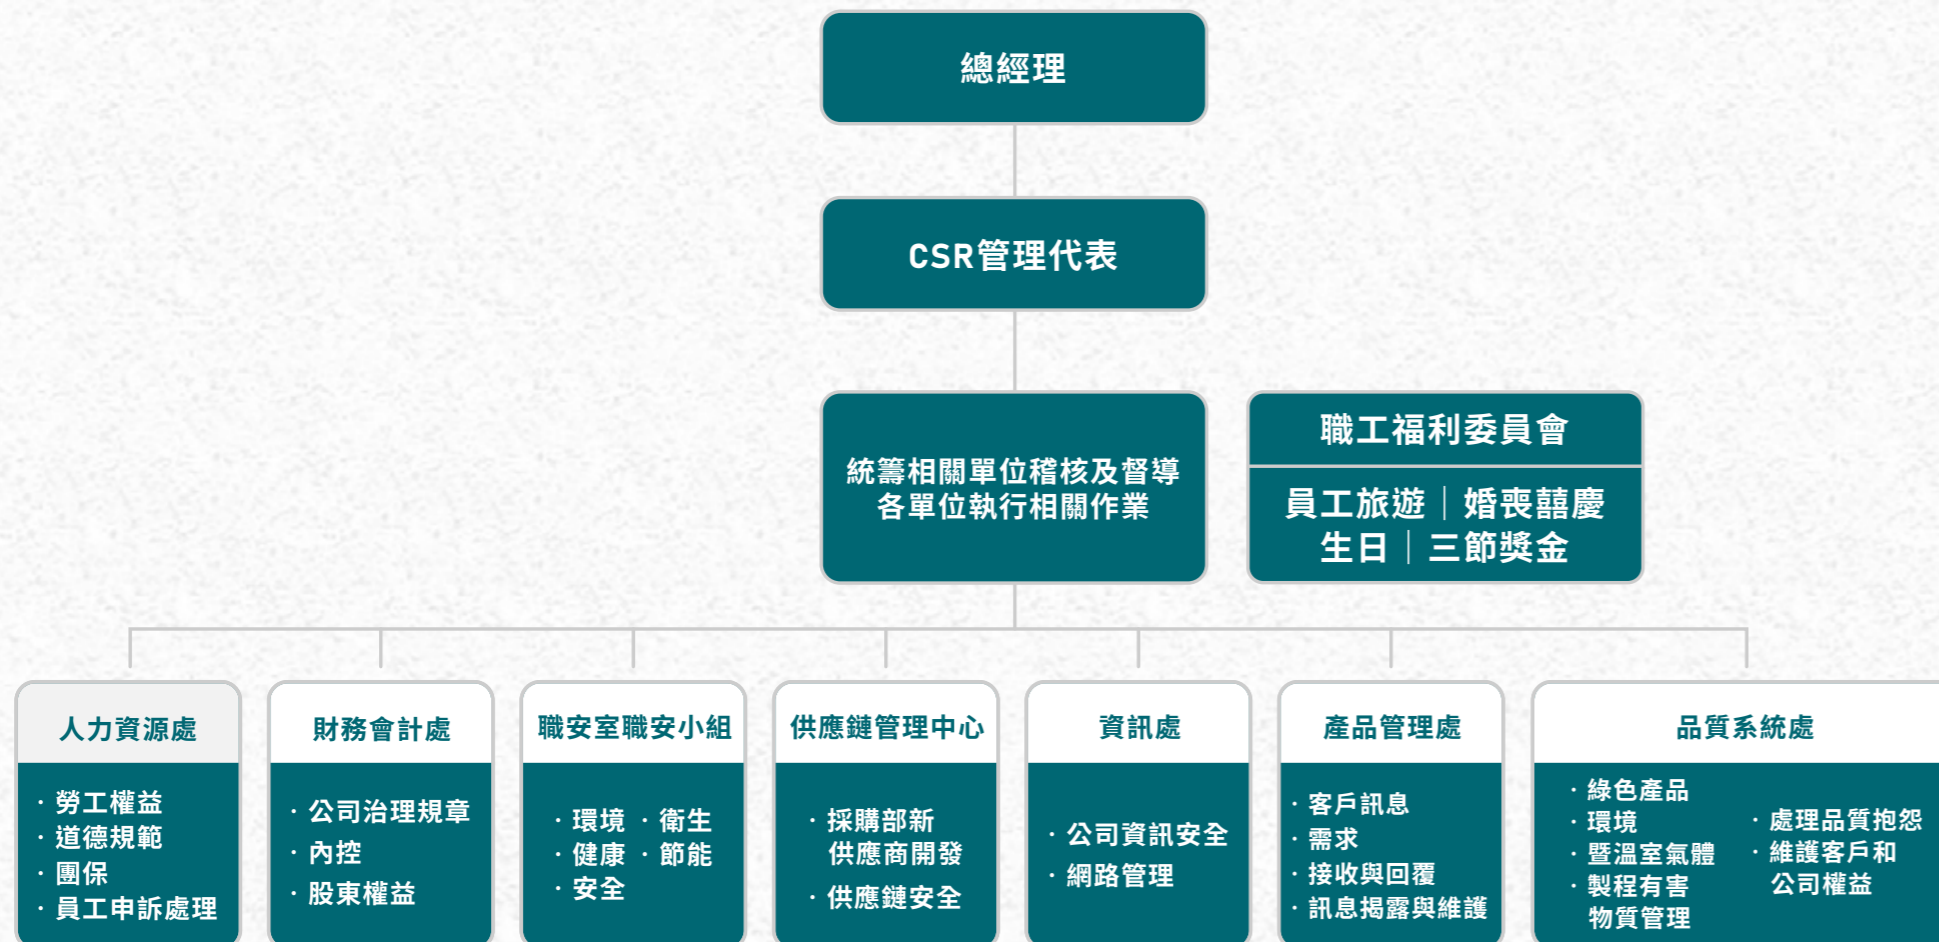 總經理
CSR管理代表
統籌相關單位稽核及督導
各單位執行相關作業
職工福利委員會
員工旅遊｜婚喪囍慶
生日｜三節獎金
人力資源處
· 勞工權益
· 道德規範
· 團保
· 員工申訴處理
財務會計處
· 公司治理規章
· 內控
· 股東權益
職安室職安小組
· 環境 · 衛生
· 健康 · 節能
· 安全
供應鏈管理中心
· 採購部新
供應商開發
· 供應鏈安全
資訊處
· 公司資訊安全
· 網路管理
產品管理處
· 客戶訊息
· 需求
· 接收與回覆
· 訊息揭露與維護
品質系統處
· 綠色產品
· 環境
· 暨溫室氣體
· 製程有害
物質管理
· 處理品質抱怨
· 維護客戶和
公司權益